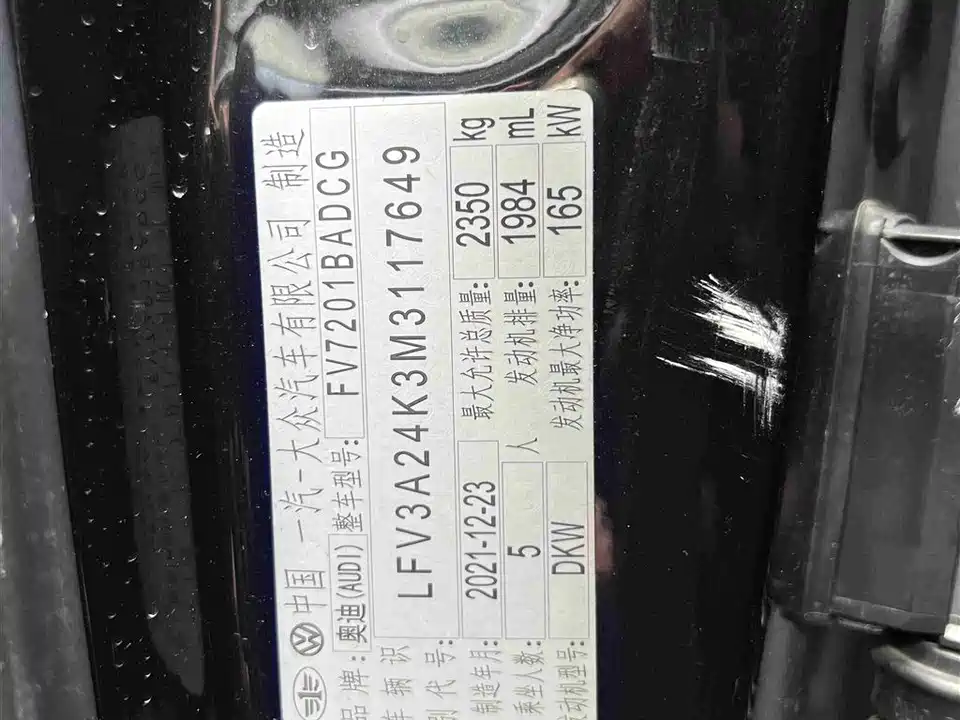 中国 一汽-大众汽车有限公司 制造
品牌: 奥迪(AUDI) 整车型号: FV7201BADCG
车辆识别代号: LFV3A24K3M3117649
制造年月: 2021-12-23 最大允许总质量: 2350 kg
乘坐人数: 5 人 发动机排量: 1984 mL
发动机型号: DKW 发动机最大净功率: 165 kW